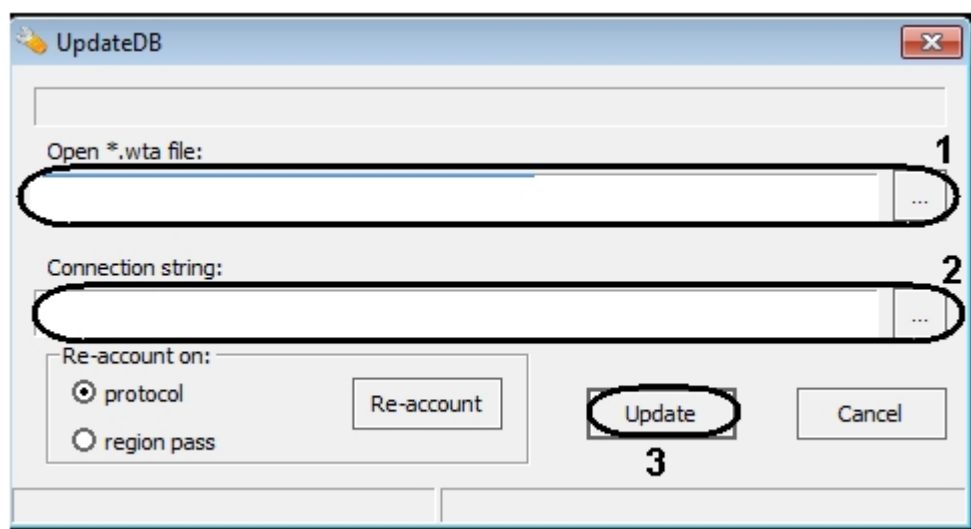 UpdateDB
Open *.wta file:
1
...
Connection string:
2
...
Re-account on:
protocol
Re-account
region pass
Update
Cancel
3